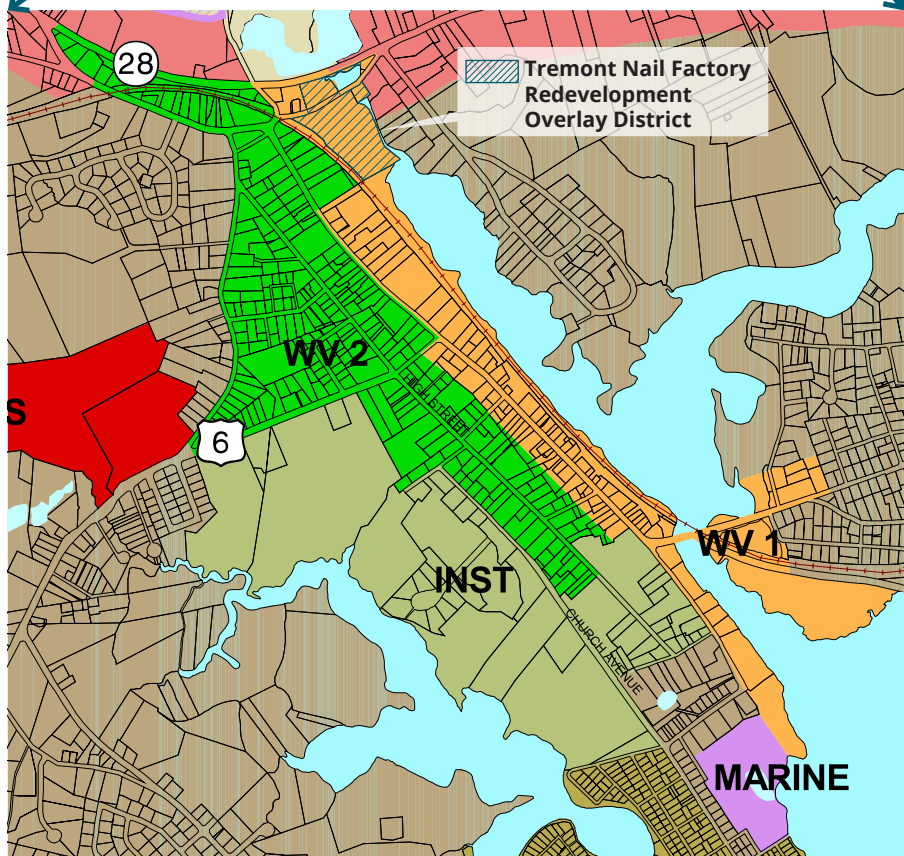 28
Tremont Nail Factory
Redevelopment
Overlay District
WV 2
HIGH STREET
S
6
WV 1
INST
CHURCH AVENUE
MARINE